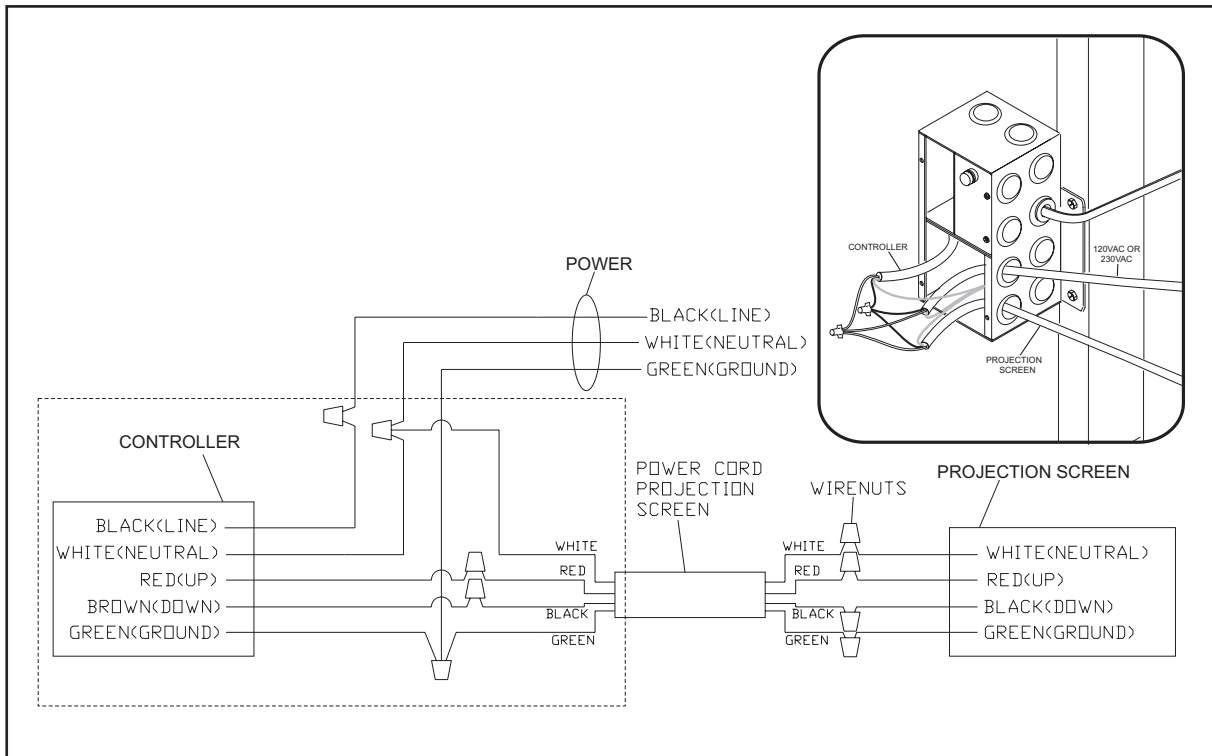 CONTROLLER
120VAC OR
230VAC
PROJECTION
SCREEN
POWER
BLACK(LINE)
WHITE(NEUTRAL)
GREEN(GROUND)
CONTROLLER
BLACK(LINE)
WHITE(NEUTRAL)
RED(UP)
BROWN(DOWN)
GREEN(GROUND)
POWER CORD
PROJECTION
SCREEN
WHITE
RED
BLACK
GREEN
WIRENUTS
WHITE
RED
BLACK
GREEN
PROJECTION SCREEN
WHITE(NEUTRAL)
RED(UP)
BLACK(DOWN)
GREEN(GROUND)